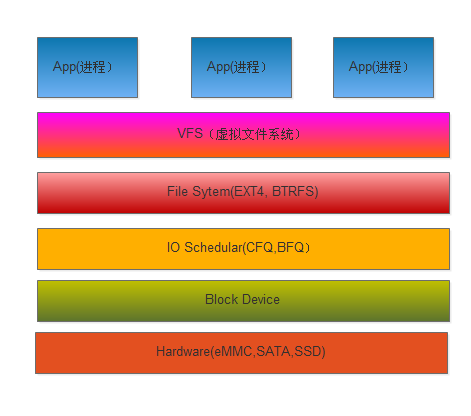 App(进程） App(进程） App(进程）
VFS（虚拟文件系统）
File Sytem(EXT4, BTRFS)
IO Schedular(CFQ,BFQ）
Block Device
Hardware(eMMC,SATA,SSD)